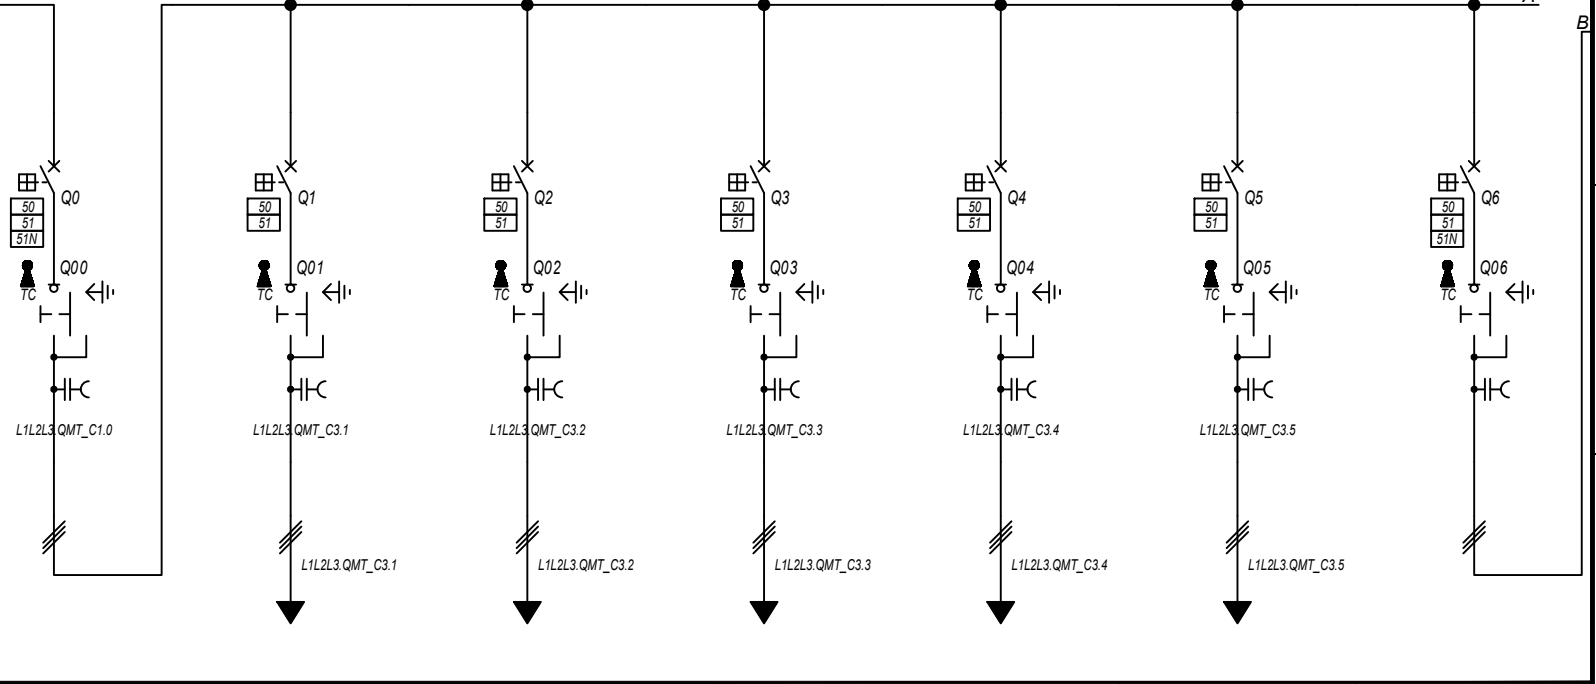 B
Q0
Q1
Q2
Q3
Q4
Q5
Q6
50
50
50
50
50
50
50
51
51
51
51
51
51
51
51N
51N
Q00
Q01
Q02
Q03
Q04
Q05
Q06
TC
TC
TC
TC
TC
TC
TC
L1L2L3.QMT_C1.0
L1L2L3.QMT_C3.1
L1L2L3.QMT_C3.2
L1L2L3.QMT_C3.3
L1L2L3.QMT_C3.4
L1L2L3.QMT_C3.5
L1L2L3.QMT_C3.1
L1L2L3.QMT_C3.2
L1L2L3.QMT_C3.3
L1L2L3.QMT_C3.4
L1L2L3.QMT_C3.5